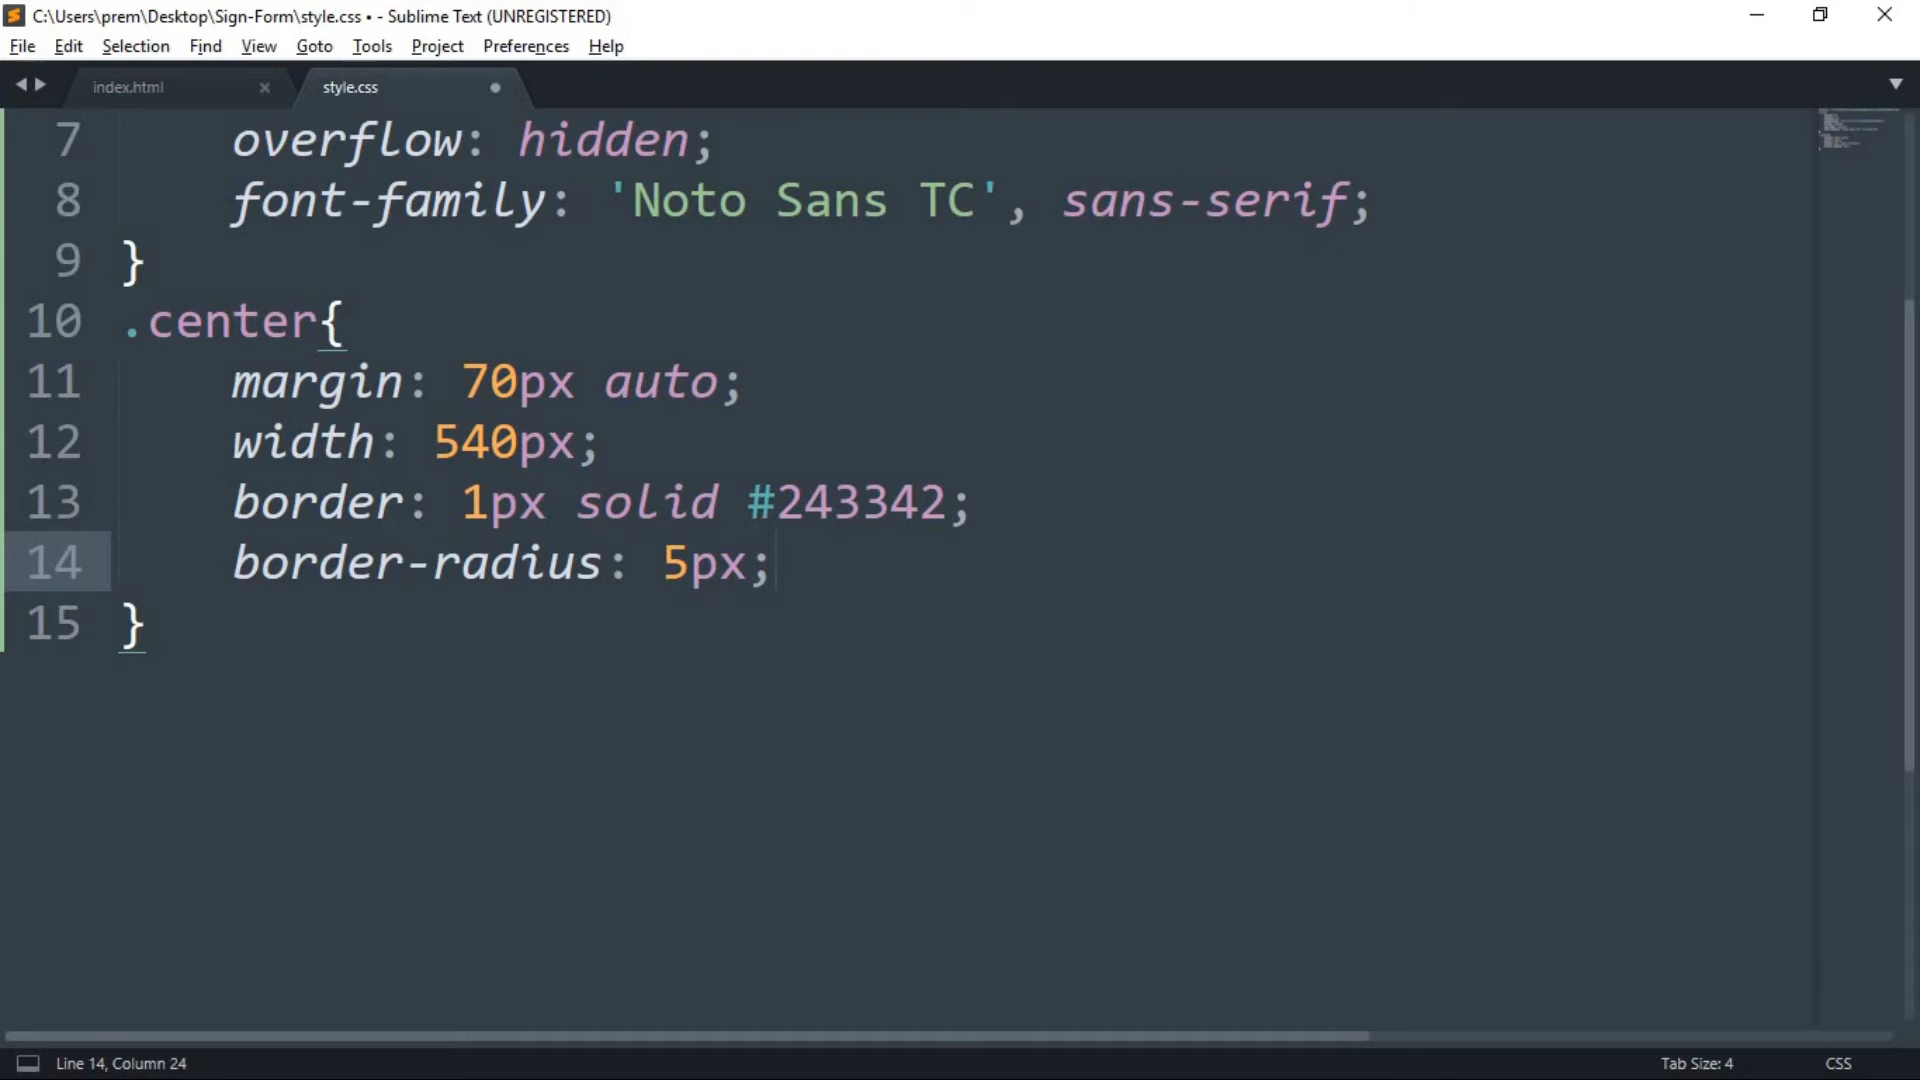 C:\Users\prem\Desktop\Sign-Form\style.css • - Sublime Text (UNREGISTERED)
File Edit Selection Find View Goto Tools Project Preferences Help
index.html style.css
7 overflow: hidden;
8 font-family: 'Noto Sans TC', sans-serif;
9 }
10 .center{
11 margin: 70px auto;
12 width: 540px;
13 border: 1px solid #243342;
14 border-radius: 5px;
15 }
Line 14, Column 24 Tab Size: 4 CSS